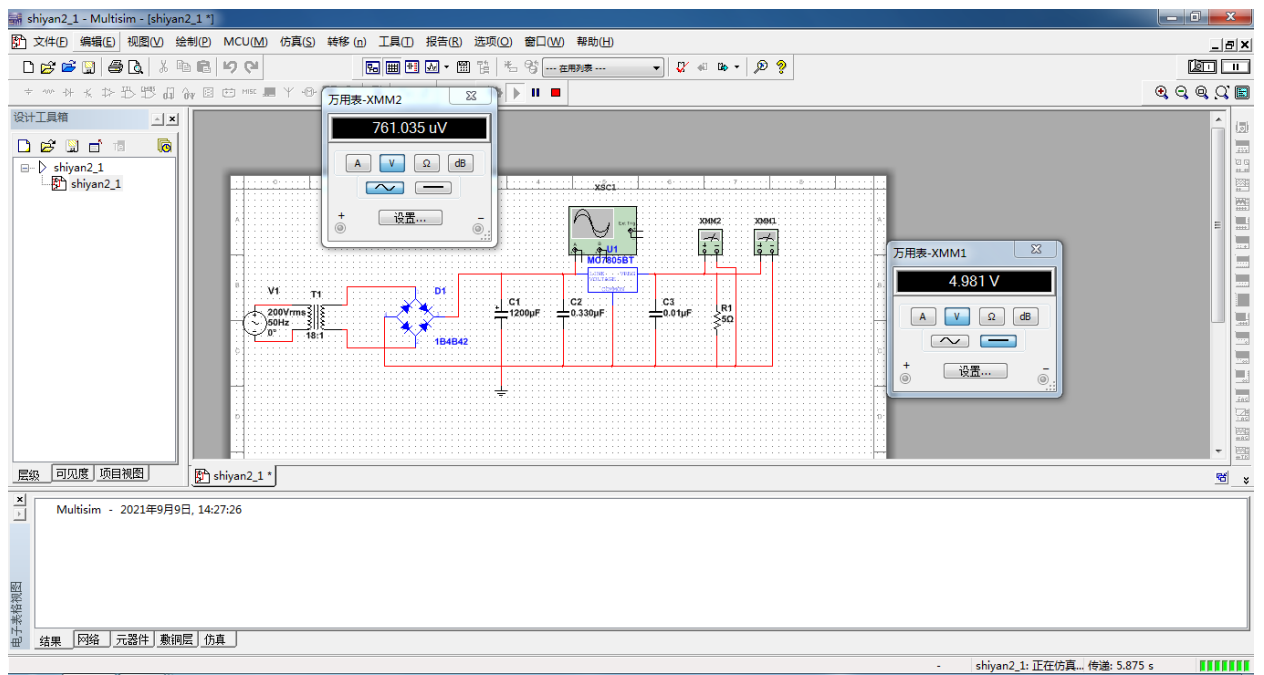 shiyan2_1 - Multisim - [shiyan2_1 *]
文件(F) 编辑(E) 视图(V) 绘制(P) MCU(M) 仿真(S) 转移(n) 工具(T) 报告(R) 选项(O) 窗口(W) 帮助(H)
--- 在用列表 ---
设计工具箱
shiyan2_1
shiyan2_1
层级 可见度 项目视图
万用表-XMM2
761.035 uV
A V Ω dB
设置...
+ -
XSC1
XMM2 XMM1
U1
MC7805BT
LINE VREG
VOLTAGE
COMMON
V1
200Vrms
50Hz
0°
T1
18:1
D1
1B4B42
C1
1200µF
C2
0.330µF
C3
0.01µF
R1
5Ω
万用表-XMM1
4.981 V
A V Ω dB
设置...
+ -
shiyan2_1 *
Multisim - 2021年9月9日, 14:27:26
电子表格视图
结果 网络 元器件 敷铜层 仿真
- shiyan2_1: 正在仿真... 传递: 5.875 s